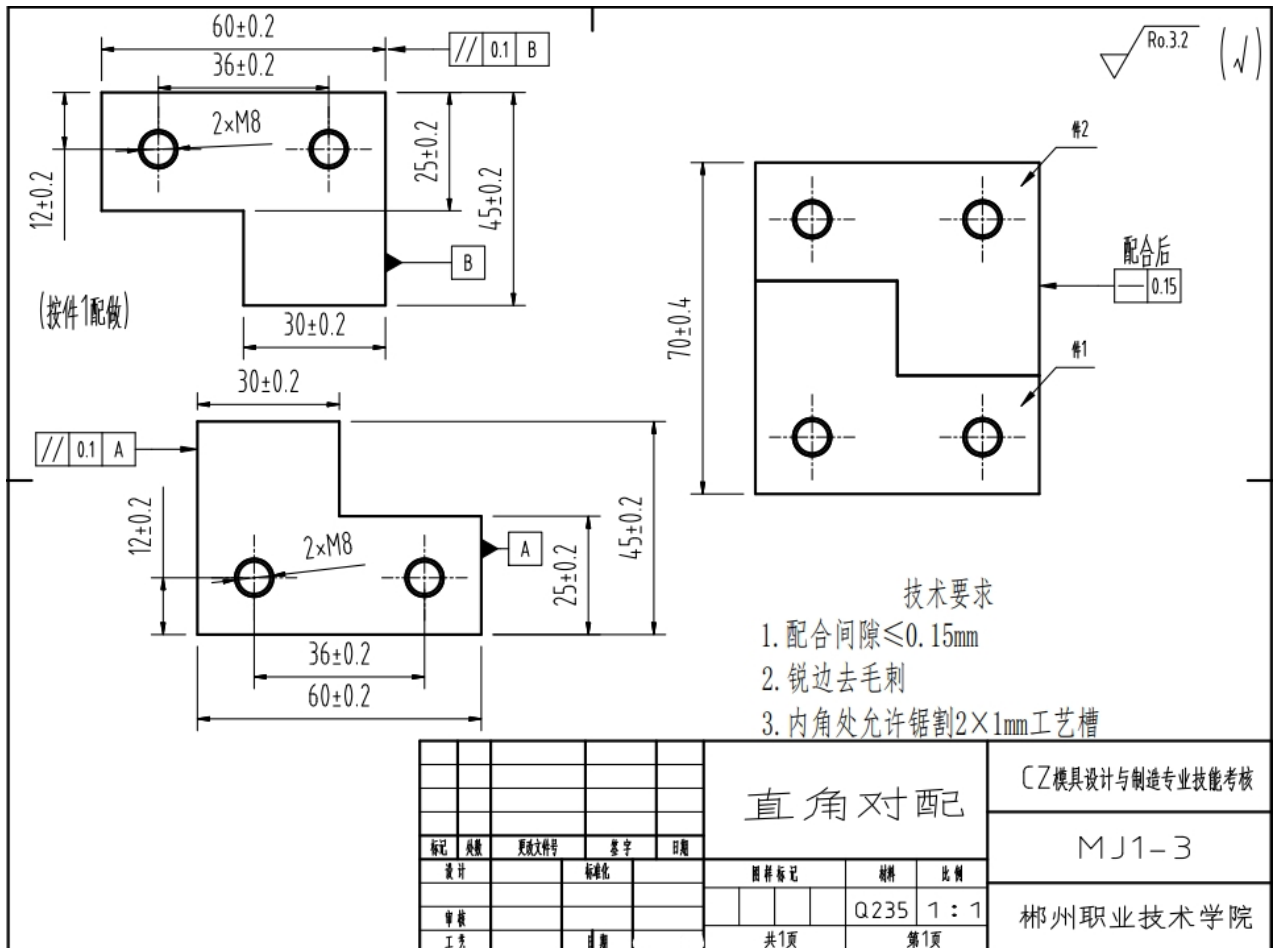 60±0.2
// 0.1 B
36±0.2
2×M8
12±0.2
25±0.2
45±0.2
B
(按件1配做)
30±0.2
Ra.3.2 (√)
件2
配合后
— 0.15
70±0.4
件1
30±0.2
// 0.1 A
12±0.2
2×M8
A
25±0.2
45±0.2
36±0.2
60±0.2
技术要求
1.配合间隙≤0.15mm
2.锐边去毛刺
3.内角处允许锯割2×1mm工艺槽
直角对配
CZ模具设计与制造专业技能考核
MJ1-3
标记 处数 更改文件号 签字 日期
设计 标准化 图样标记 材料 比例
Q235 1:1
郴州职业技术学院
审核
工艺 日期 共1页 第1页